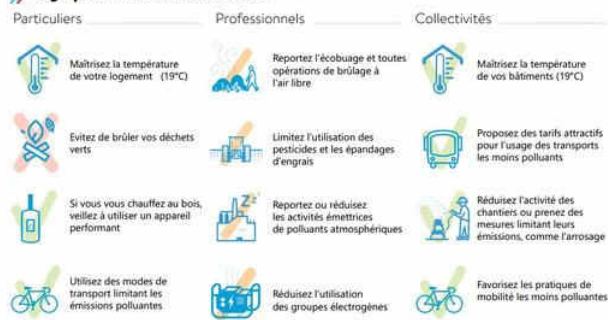 Particuliers
Maîtrisez la température
de votre logement (19°C)
Evitez de brûler vos déchets
verts
Si vous vous chauffez au bois,
veillez à utiliser un appareil
performant
Utilisez des modes de
transport limitant les
émissions polluantes
Professionnels
Reportez l'écobuage et toutes
opérations de brûlage à
l'air libre
Limitez l'utilisation des
pesticides et les épandages
d'engrais
Zz
Reportez ou réduisez
les activités émettrices
de polluants atmosphériques
Réduisez l'utilisation
des groupes électrogènes
Collectivités
Maîtrisez la température
de vos bâtiments (19°C)
Proposez des tarifs attractifs
pour l'usage des transports
les moins polluants
Réduisez l'activité des
chantiers ou prenez des
mesures limitant leurs
émissions, comme l'arrosage
Favorisez les pratiques de
mobilité les moins polluantes